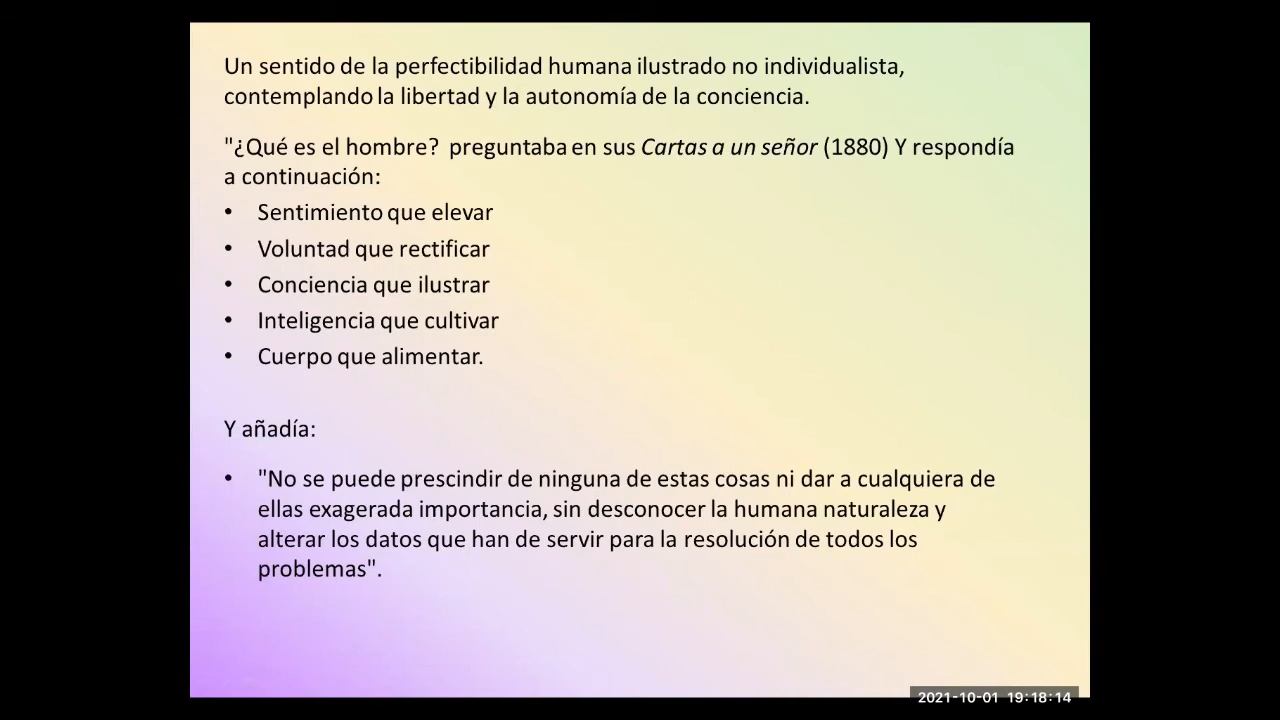 Un sentido de la perfectibilidad humana ilustrado no individualista,
contemplando la libertad y la autonomía de la conciencia.
"¿Qué es el hombre? preguntaba en sus Cartas a un señor (1880) Y respondía
a continuación:
• Sentimiento que elevar
• Voluntad que rectificar
• Conciencia que ilustrar
• Inteligencia que cultivar
• Cuerpo que alimentar.
Y añadía:
• "No se puede prescindir de ninguna de estas cosas ni dar a cualquiera de
ellas exagerada importancia, sin desconocer la humana naturaleza y
alterar los datos que han de servir para la resolución de todos los
problemas".
2021-10-01 19:18:14